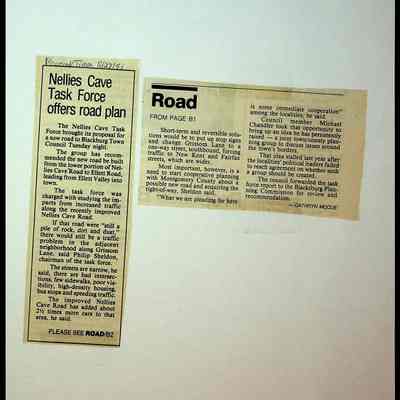 Nellies Cave
Task Force
offers road plan
The Nellies Cave Task
Force brought its proposal for
a new road to Blacksburg Town
Council Tuesday night.
The group has recom-
mended the new road be built
from the lower portion of Nel-
lies Cave Road to Ellett Road,
leading from Ellett Valley into
town.
The task force was
charged with studying the im-
pacts from increased traffic
along the recently improved
Nellies Cave Road.
If that road were "still a
pile of rock, dirt and dust,"
there would still be a traffic
problem in the adjacent
neighborhood along Grissom
Lane, said Philip Sheldon,
chairman of the task force.
The streets are narrow, he
said, there are bad intersec-
tions, few sidewalks, poor visi-
bility, high-density housing,
bus stops and speeding traffic.
The improved Nellies
Cave Road has added about
2½ times more cars to that
area, he said.
PLEASE SEE ROAD/B2
Road
FROM PAGE B1
Short-term and reversible solu-
tions would be to put up stop signs
and change Grissom Lane to a
one-way street, southbound, forcing
traffic to New Kent and Fairfax
streets, which are wider.
Most important, however, is a
need to start cooperative planning
with Montgomery County about a
possible new road and acquiring the
right-of-way, Sheldon said.
"What we are pleading for here
is some immediate cooperation"
among the localities, he said.
Council member Michael
Chandler took that opportunity to
bring up an idea he has personally
raised — a joint town-county plan-
ning group to discuss issues around
the town's borders.
That idea stalled last year after
the localities' political leaders failed
to reach agreement on whether such
a group should be created.
The council forwarded the task
force report to the Blacksburg Plan-
ning Commission for review and
recommendation.